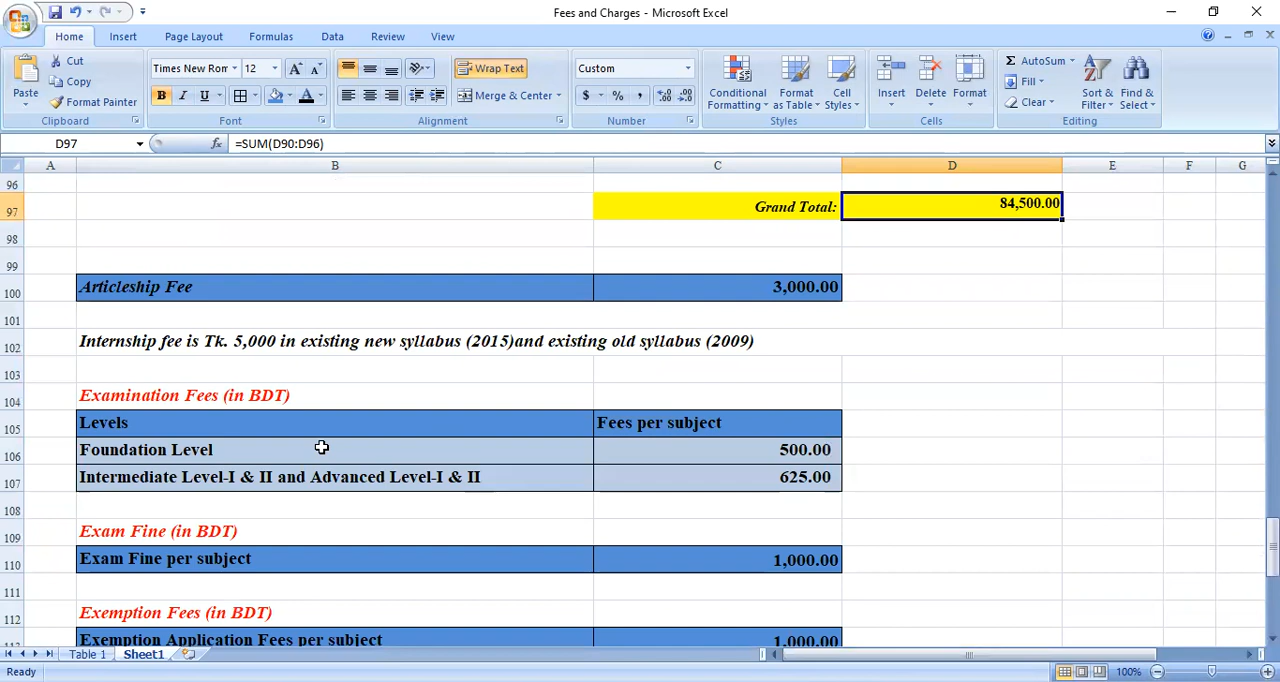 Fees and Charges - Microsoft Excel
Home Insert Page Layout Formulas Data Review View
Paste Cut Copy Format Painter
Times New Ron 12
B I U
Wrap Text
Merge & Center
Custom
$ % ,
Conditional Formatting Format as Table Cell Styles
Insert Delete Format
Σ AutoSum Fill Clear
Sort & Filter Find & Select
Clipboard Font Alignment Number Styles Cells Editing
D97 fx =SUM(D90:D96)
A B C D E F G
96
97 Grand Total: 84,500.00
98
99
100 Articleship Fee 3,000.00
101
102 Internship fee is Tk. 5,000 in existing new syllabus (2015)and existing old syllabus (2009)
103
104 Examination Fees (in BDT)
105 Levels Fees per subject
106 Foundation Level 500.00
107 Intermediate Level-I & II and Advanced Level-I & II 625.00
108
109 Exam Fine (in BDT)
110 Exam Fine per subject 1,000.00
111
112 Exemption Fees (in BDT)
113 Exemption Application Fees per subject 1,000.00
Table 1 Sheet1
Ready 100%